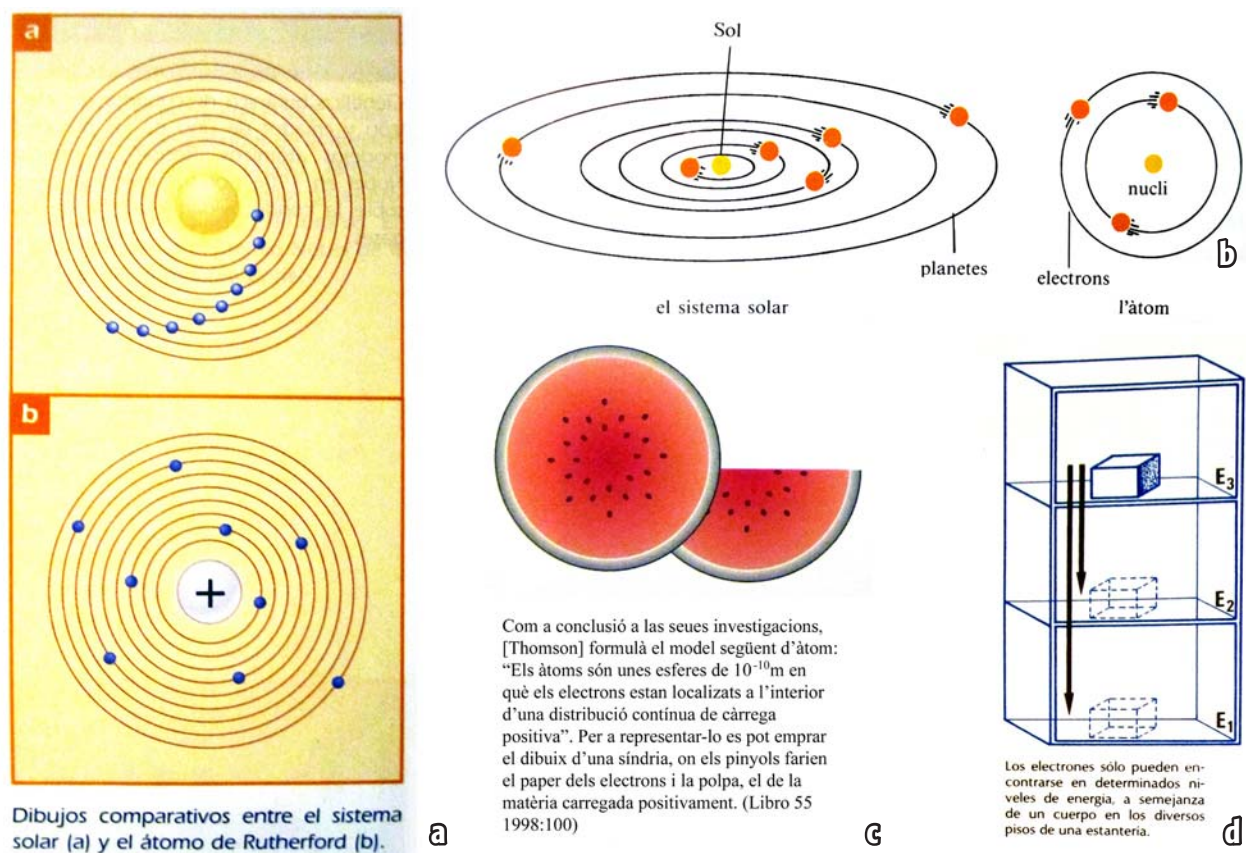 a
b
Dibujos comparativos entre el sistema
solar (a) y el átomo de Rutherford (b).
a
Sol
planetes
el sistema solar
nucli
electrons
l'àtom
b
Com a conclusió a las seues investigacions,
[Thomson] formulà el model següent d'àtom:
“Els àtoms són unes esferes de 10⁻¹⁰m en
què els electrons estan localitzats a l'interior
d'una distribució contínua de càrrega
positiva”. Per a representar-lo es pot emprar
el dibuix d'una síndria, on els pinyols farien
el paper dels electrons i la polpa, el de la
matèria carregada positivament. (Libro 55
1998:100)
c
+
E₃
E₂
E₁
Los electrones sólo pueden en-
contrarse en determinados ni-
veles de energía, a semejanza
de un cuerpo en los diversos
pisos de una estantería.
d